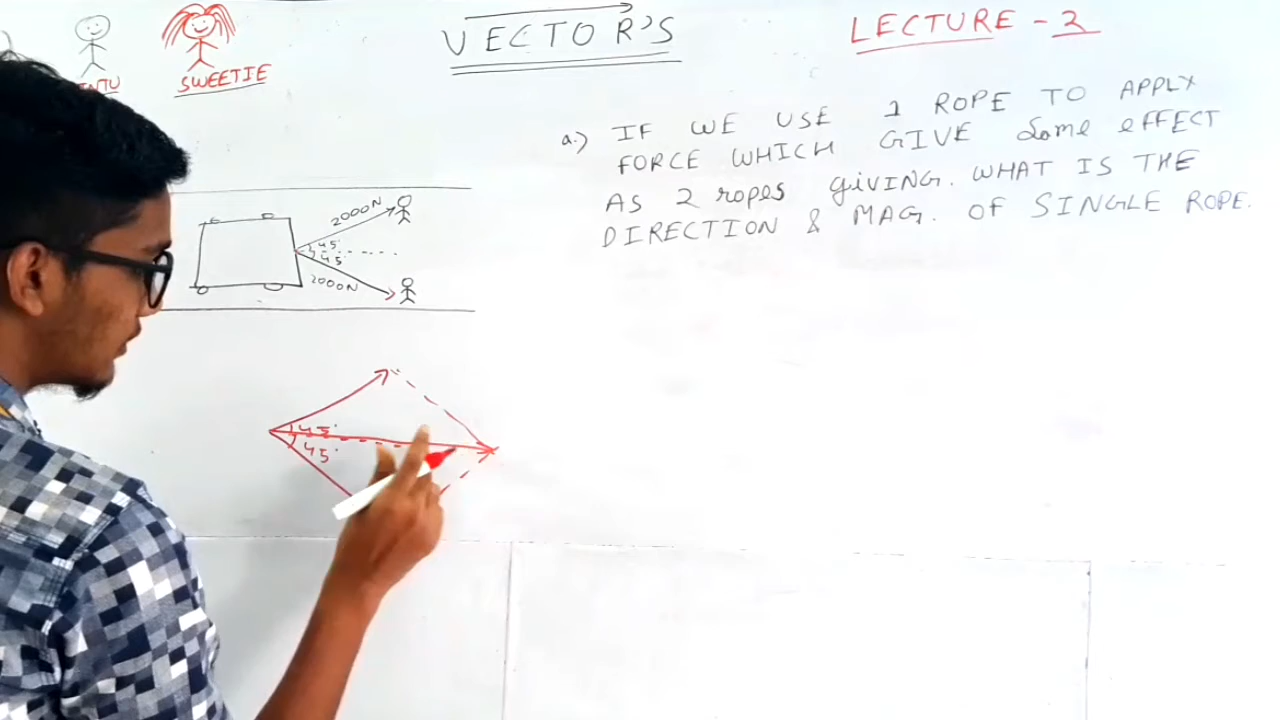 VECTOR'S
LECTURE - 2
SWEETIE
a.) IF WE USE 1 ROPE TO APPLY
FORCE WHICH GIVE Same effECT
AS 2 ropes giVING. WHAT IS THE
DIRECTION & MAG. OF SINGLE ROPE.
2000N
45°
45°
2000N
45°
45°